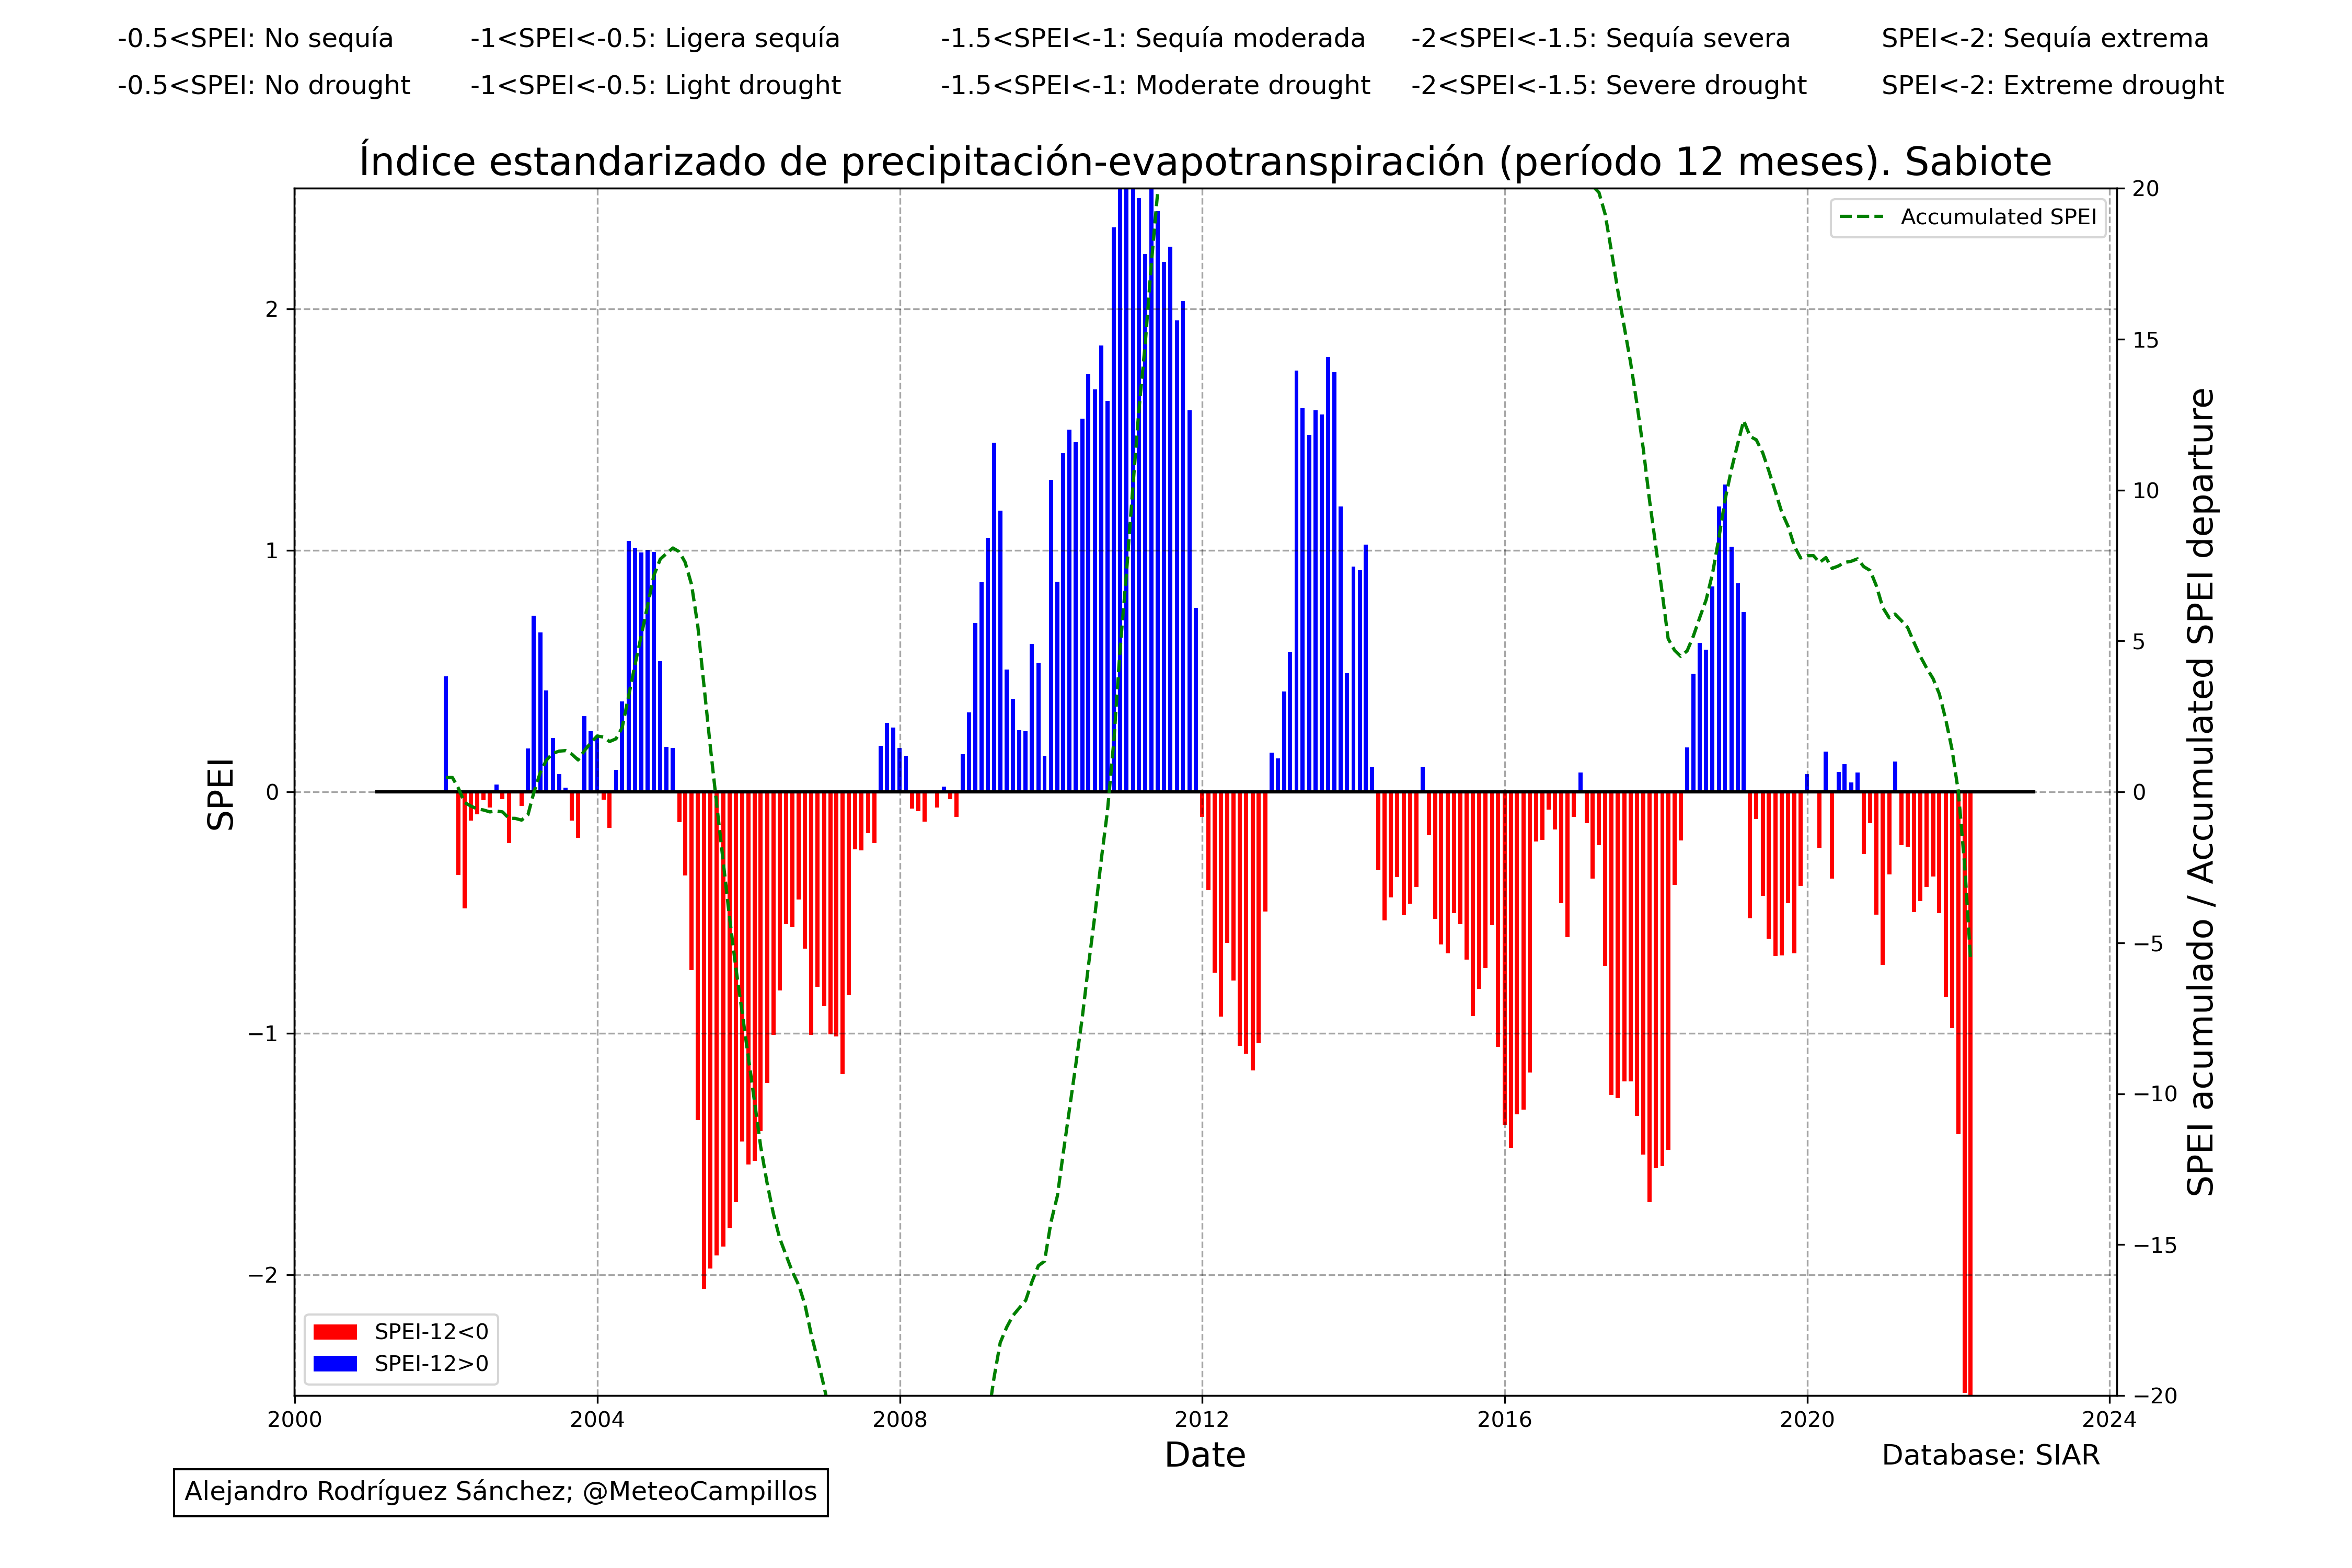 -0.5<SPEI: No sequía -1<SPEI<-0.5: Ligera sequía -1.5<SPEI<-1: Sequía moderada -2<SPEI<-1.5: Sequía severa SPEI<-2: Sequía extrema
-0.5<SPEI: No drought -1<SPEI<-0.5: Light drought -1.5<SPEI<-1: Moderate drought -2<SPEI<-1.5: Severe drought SPEI<-2: Extreme drought
Índice estandarizado de precipitación-evapotranspiración (período 12 meses). Sabiote
Accumulated SPEI
SPEI
2
1
0
−1
−2
20
15
10
5
0
−5
−10
−15
−20
SPEI acumulado / Accumulated SPEI departure
SPEI-12<0
SPEI-12>0
2000 2004 2008 2012 2016 2020 2024
Date
Database: SIAR
Alejandro Rodríguez Sánchez; @MeteoCampillos